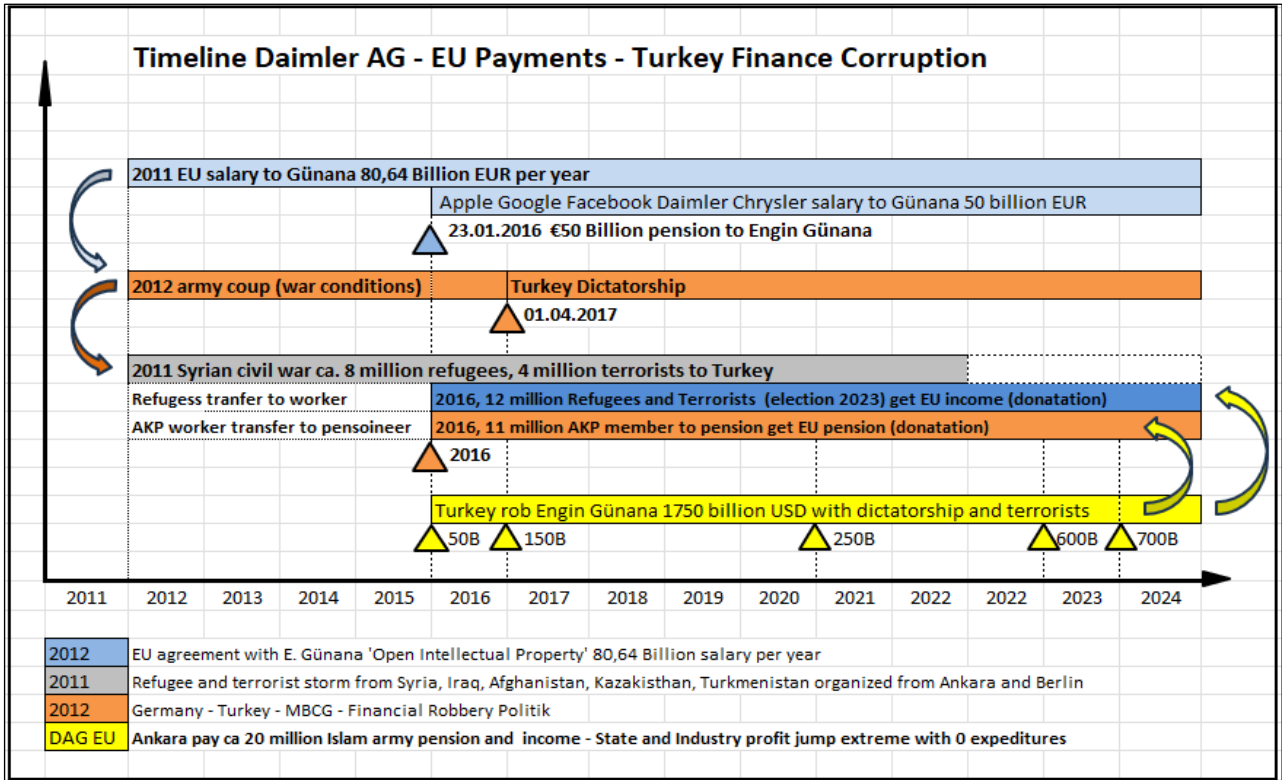 Timeline Daimler AG - EU Payments - Turkey Finance Corruption
2011 EU salary to Günana 80,64 Billion EUR per year
Apple Google Facebook Daimler Chrysler salary to Günana 50 billion EUR
23.01.2016 €50 Billion pension to Engin Günana
2012 army coup (war conditions)
Turkey Dictatorship
01.04.2017
2011 Syrian civil war ca. 8 million refugees, 4 million terrorists to Turkey
Refugess tranfer to worker
2016, 12 million Refugees and Terrorists (election 2023) get EU income (donatation)
AKP worker transfer to pensoineer
2016, 11 million AKP member to pension get EU pension (donatation)
2016
Turkey rob Engin Günana 1750 billion USD with dictatorship and terrorists
50B 150B 250B 600B 700B
2011 2012 2013 2014 2015 2016 2017 2018 2019 2020 2021 2022 2022 2023 2024
2012 EU agreement with E. Günana 'Open Intellectual Property' 80,64 Billion salary per year
2011 Refugee and terrorist storm from Syria, Iraq, Afghanistan, Kazakisthan, Turkmenistan organized from Ankara and Berlin
2012 Germany - Turkey - MBCG - Financial Robbery Politik
DAG EU Ankara pay ca 20 million Islam army pension and income - State and Industry profit jump extreme with 0 expeditures